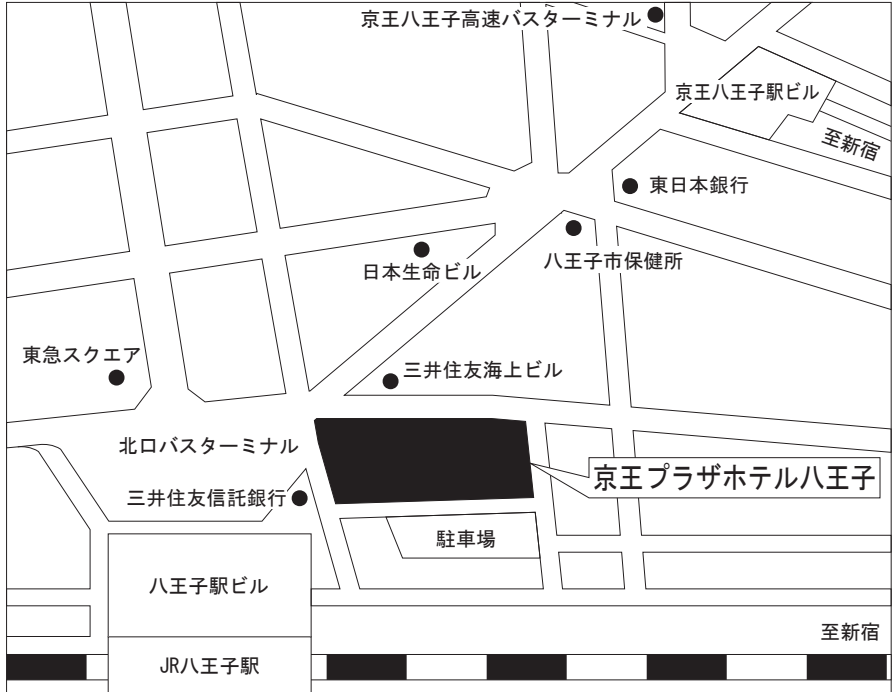 京王八王子高速バスターミナル
京王八王子駅ビル
至新宿
東日本銀行
八王子市保健所
日本生命ビル
東急スクエア
三井住友海上ビル
北口バスターミナル
京王プラザホテル八王子
三井住友信託銀行
駐車場
八王子駅ビル
至新宿
JR八王子駅